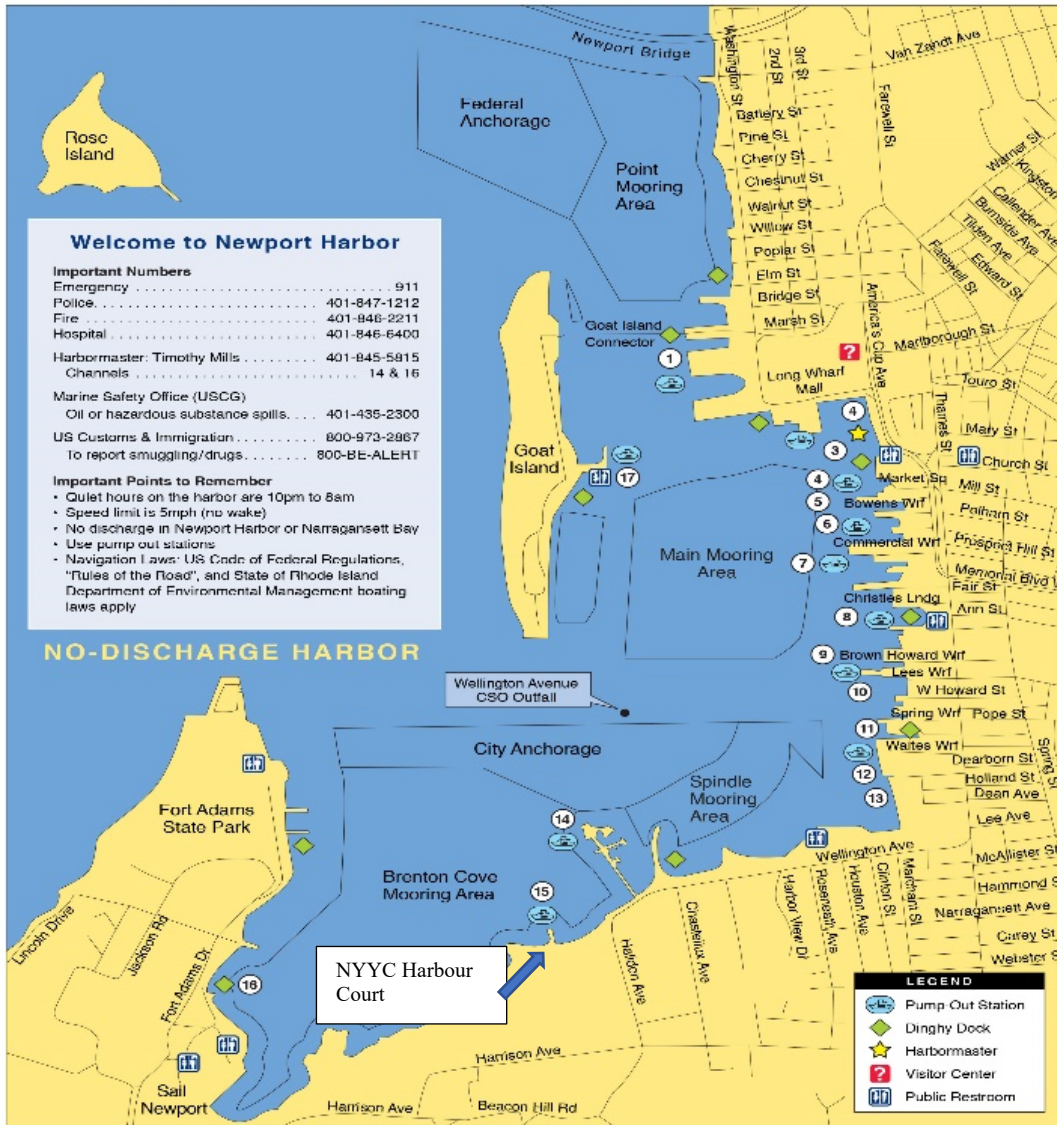 Newport Bridge
Washington St
2nd St
3rd St
Van Zandt Ave
Farewell St
Federal
Anchorage
Rose
Island
Point
Mooring
Area
Battery St
Pine St
Cherry St
Chestnut St
Walnut St
Willow St
Poplar St
Elm St
Bridge St
Marsh St
Warner St
Kingston
Callender Ave
Burnside Ave
Tilden Ave
Edward St
Farewell St
America's Cup Ave
Marlborough St
Welcome to Newport Harbor
Important Numbers
Emergency . . . . . . . . . . . . . . . . . . . . . . . . . 911
Police. . . . . . . . . . . . . . . . . . . . . . 401-847-1212
Fire . . . . . . . . . . . . . . . . . . . . . . . 401-846-2211
Hospital . . . . . . . . . . . . . . . . . . . . 401-846-6400
Harbormaster: Timothy Mills . . . . . . . . 401-845-5815
Channels . . . . . . . . . . . . . . . . . . . . . 14 & 16
Marine Safety Office (USCG)
Oil or hazardous substance spills. . . . 401-435-2300
US Customs & Immigration . . . . . . . . . 800-973-2867
To report smuggling/drugs. . . . . . . . 800-BE-ALERT
Important Points to Remember
• Quiet hours on the harbor are 10pm to 8am
• Speed limit is 5mph (no wake)
• No discharge in Newport Harbor or Narragansett Bay
• Use pump out stations
• Navigation Laws: US Code of Federal Regulations,
"Rules of the Road", and State of Rhode Island
Department of Environmental Management boating
laws apply
NO-DISCHARGE HARBOR
Goat Island
Connector
1
Long Wharf
Mall
?
Touro St
Thames St
Mary St
Church St
Mill St
Pelham St
Prospect Hill St
Memorial Blvd
Fair St
Ann St
4
3
4
Market Sq
5
Bowens Wrf
6
Commercial Wrf
7
Christies Lndg
8
9
Brown Howard Wrf
Lees Wrf
10
W Howard St
11
Spring Wrf
Pope St
Waites Wrf
12
13
Dearborn St
Holland St
Dean Ave
Lee Ave
Spring St
McAllister St
Hammond S
Narragansett Ave
Carey St
Webster S
Goat
Island
17
Main Mooring
Area
Wellington Avenue
CSO Outfall
City Anchorage
Spindle
Mooring
Area
14
15
Brenton Cove
Mooring Area
Fort Adams
State Park
Lincoln Drive
Jackson Rd
Fort Adams Dr
16
Sail
Newport
NYYC Harbour
Court
Harrison Ave
Harrison Ave
Beacon Hill Rd
Halidon Ave
Chastellux Ave
Harbor View Dr
Roseneath Ave
Houston Ave
Clinton St
Marchant St
Wellington Ave
LEGEND
Pump-Out Station
Dinghy Dock
Harbormaster
? Visitor Center
Public Restroom